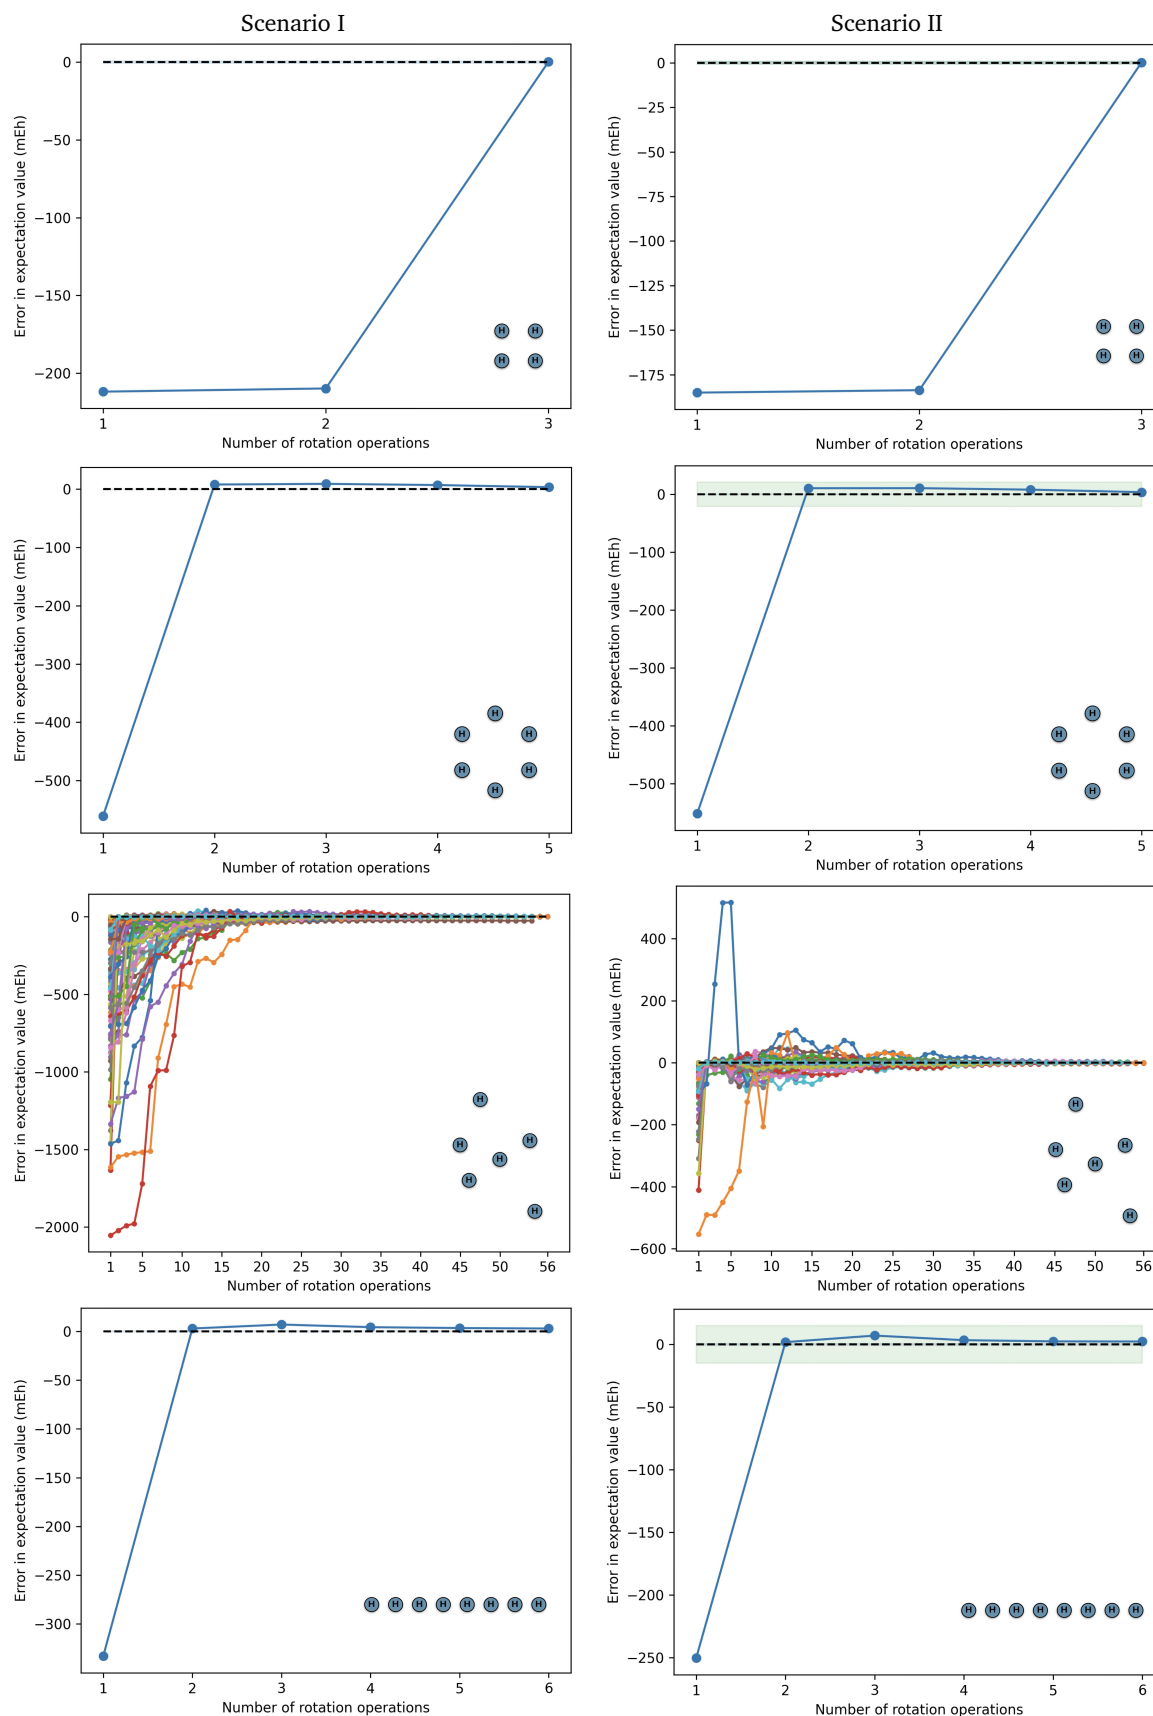 Scenario I
Scenario II
Error in expectation value (mEh)
0
−50
−100
−150
−200
H H
H H
1 2 3
Number of rotation operations
Error in expectation value (mEh)
0
−25
−50
−75
−100
−125
−150
−175
H H
H H
1 2 3
Number of rotation operations
Error in expectation value (mEh)
0
−100
−200
−300
−400
−500
H
H H
H H
H
1 2 3 4 5
Number of rotation operations
Error in expectation value (mEh)
0
−100
−200
−300
−400
−500
H
H H
H H
H
1 2 3 4 5
Number of rotation operations
Error in expectation value (mEh)
0
−500
−1000
−1500
−2000
H
H H
H
H
H
1 5 10 15 20 25 30 35 40 45 50 56
Number of rotation operations
Error in expectation value (mEh)
400
200
0
−200
−400
−600
H
H H
H
H
H
1 5 10 15 20 25 30 35 40 45 50 56
Number of rotation operations
Error in expectation value (mEh)
0
−50
−100
−150
−200
−250
−300
H H H H H H H H
1 2 3 4 5 6
Number of rotation operations
Error in expectation value (mEh)
0
−50
−100
−150
−200
−250
H H H H H H H H
1 2 3 4 5 6
Number of rotation operations